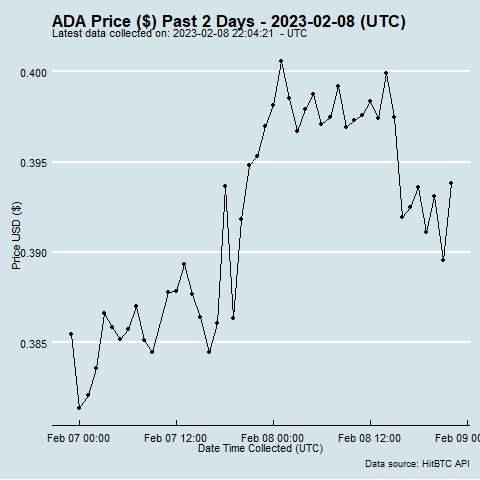 ADA Price ($) Past 2 Days - 2023-02-08 (UTC)
Latest data collected on: 2023-02-08 22:04:21  - UTC
0.400
0.395
0.390
0.385
Price USD ($)
Feb 07 00:00
Feb 07 12:00
Feb 08 00:00
Feb 08 12:00
Feb 09 00
Date Time Collected (UTC)
Data source: HitBTC API